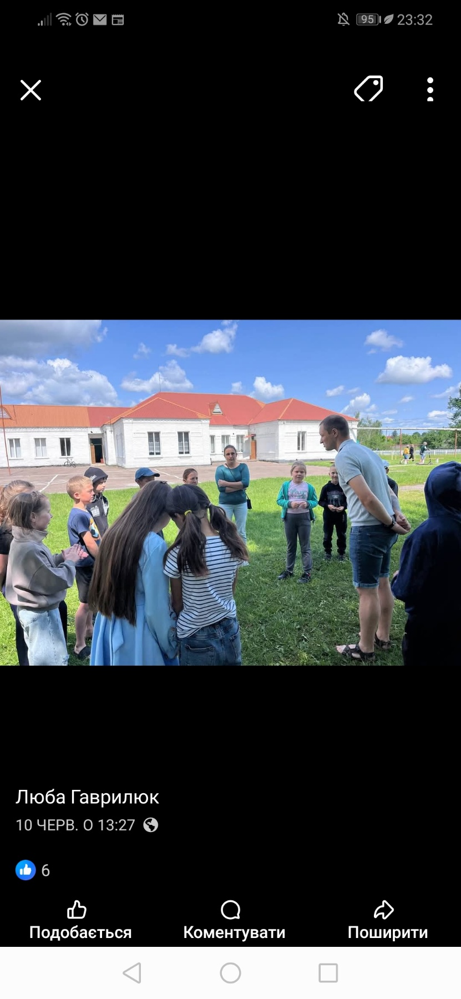 95 23:32
Люба Гаврилюк
10 ЧЕРВ. О 13:27
6
Подобається Коментувати Поширити